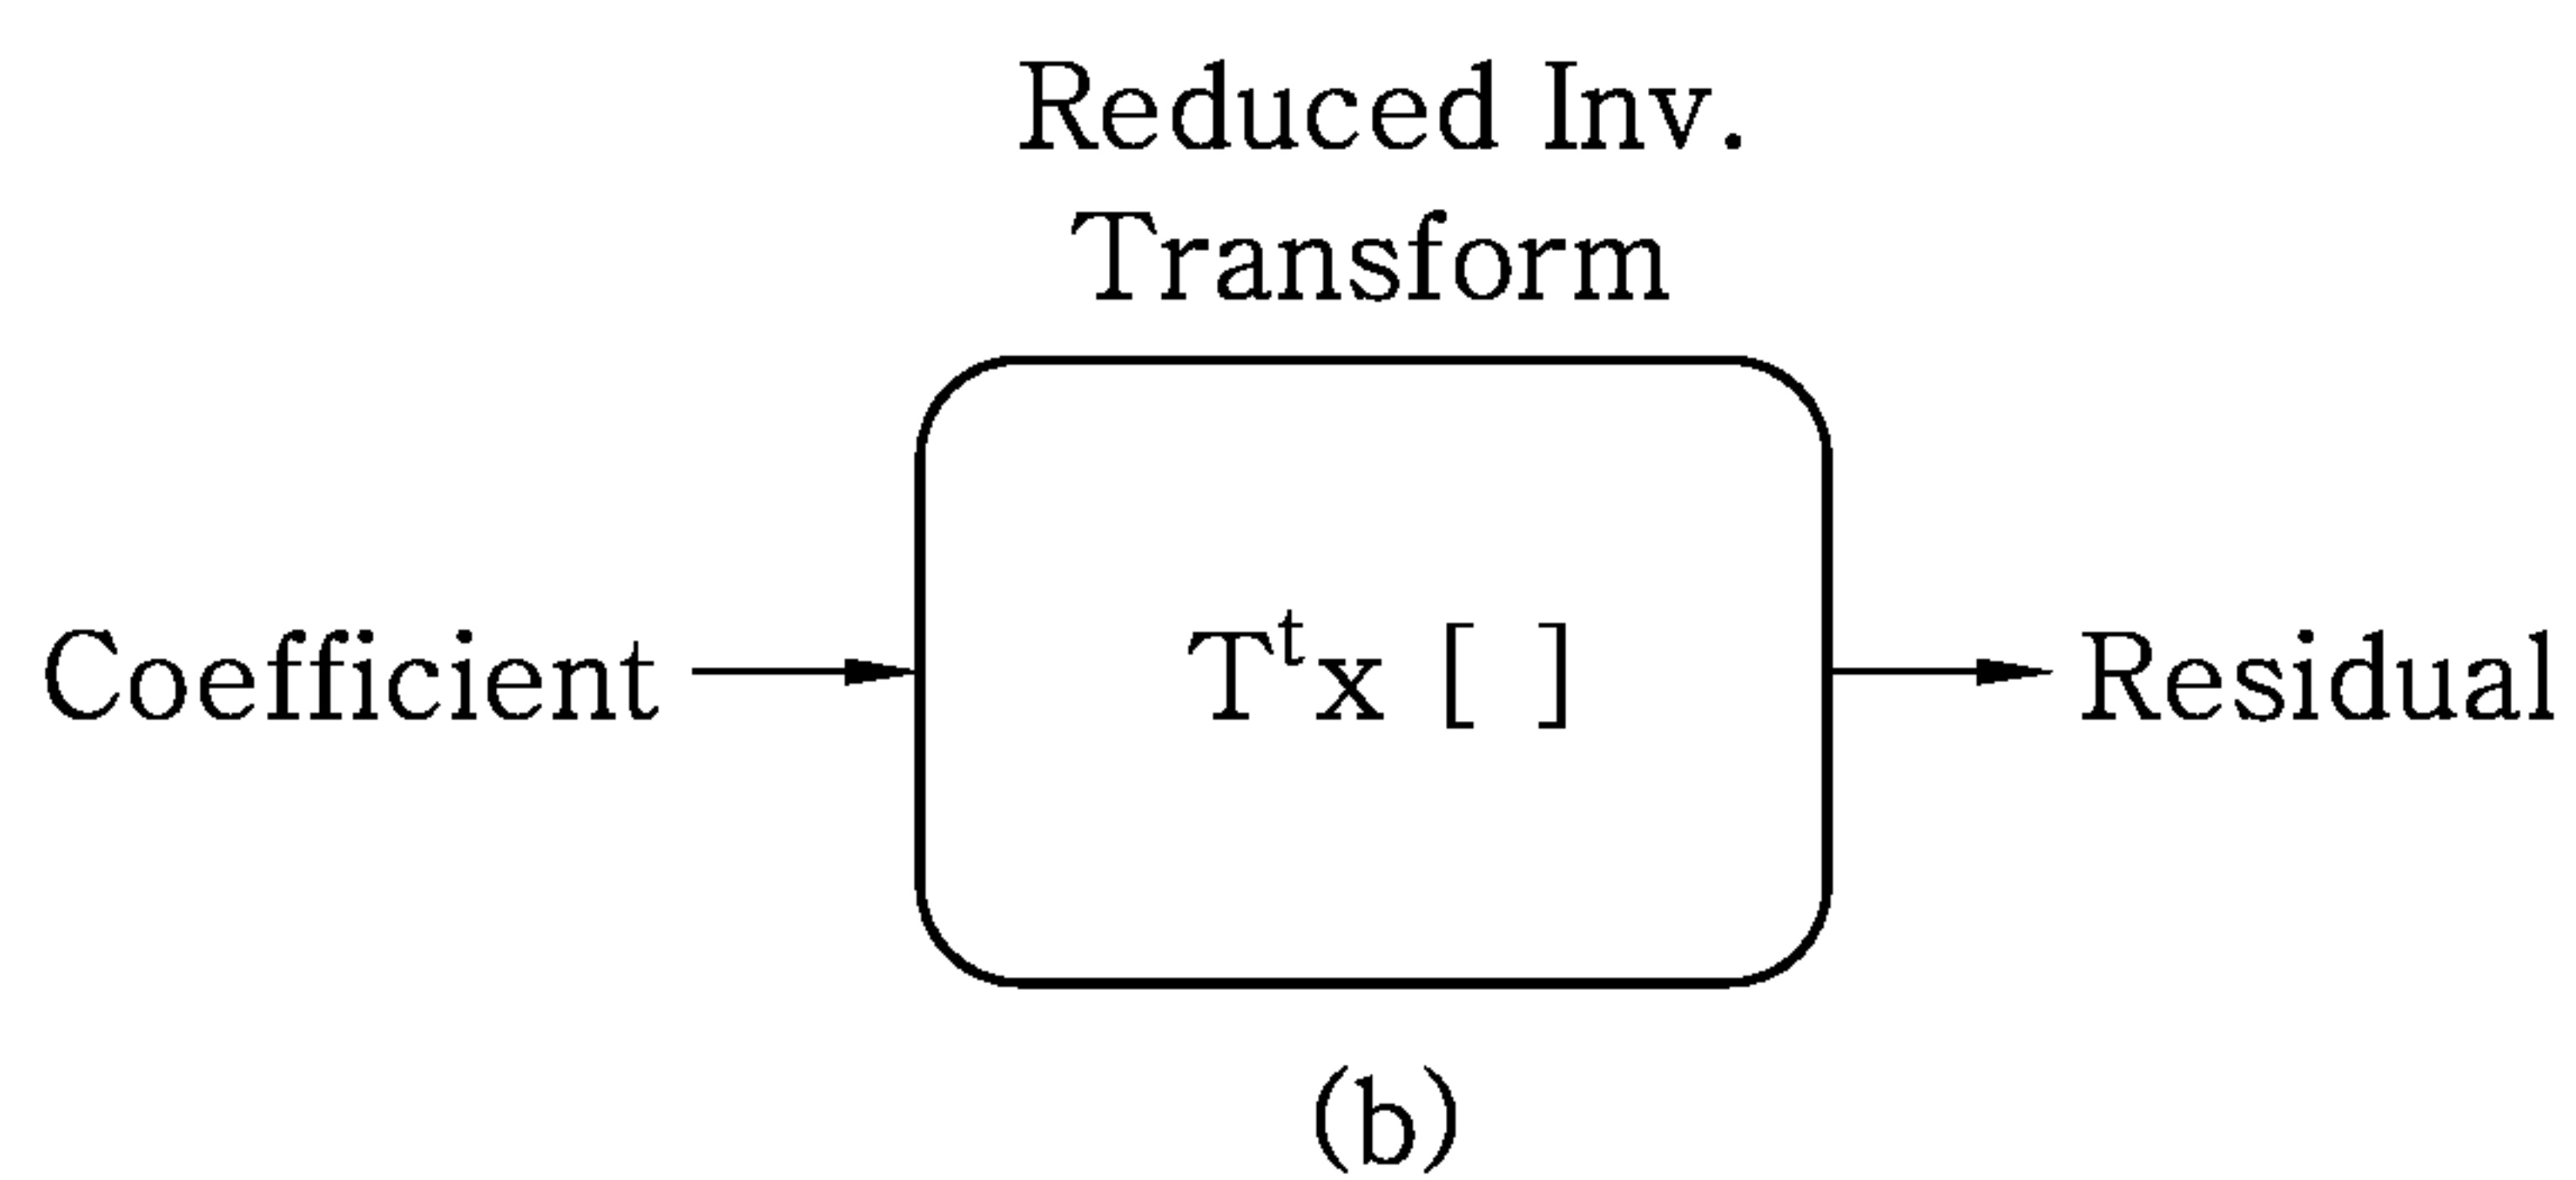 Reduced Inv.
Transform
Coefficient
Tᵗx [ ]
Residual
(b)